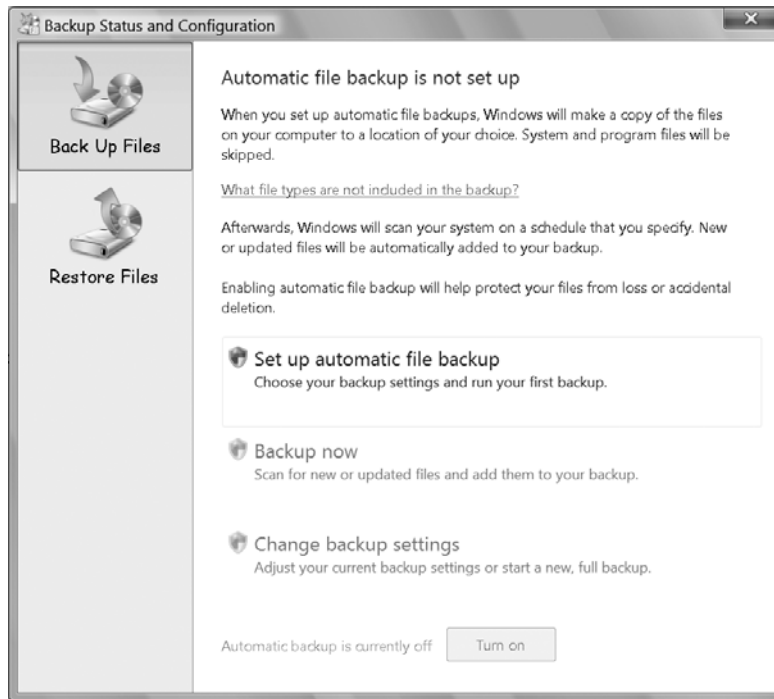 Backup Status and Configuration
Back Up Files
Restore Files
Automatic file backup is not set up
When you set up automatic file backups, Windows will make a copy of the files
on your computer to a location of your choice. System and program files will be
skipped.
What file types are not included in the backup?
Afterwards, Windows will scan your system on a schedule that you specify. New
or updated files will be automatically added to your backup.
Enabling automatic file backup will help protect your files from loss or accidental
deletion.
Set up automatic file backup
Choose your backup settings and run your first backup.
Backup now
Scan for new or updated files and add them to your backup.
Change backup settings
Adjust your current backup settings or start a new, full backup.
Automatic backup is currently off
Turn on